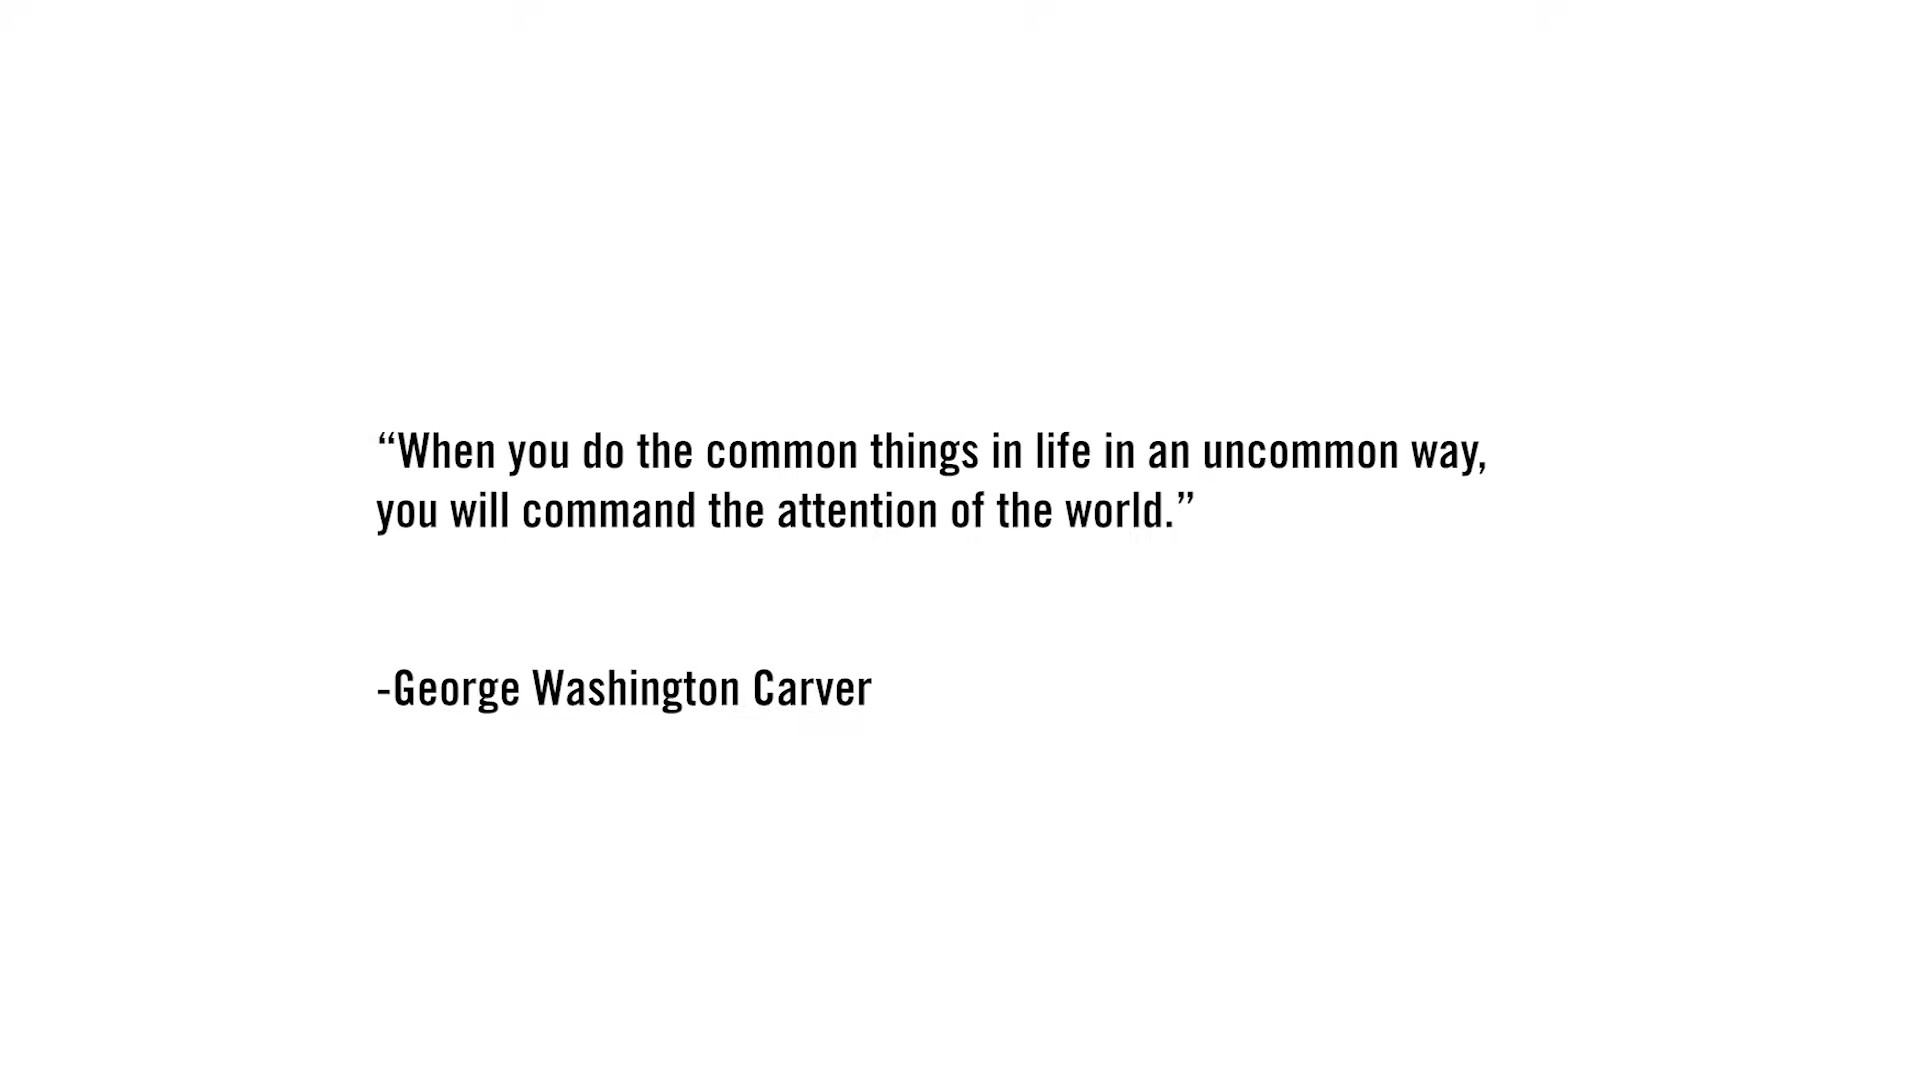 “When you do the common things in life in an uncommon way,
you will command the attention of the world.”
-George Washington Carver